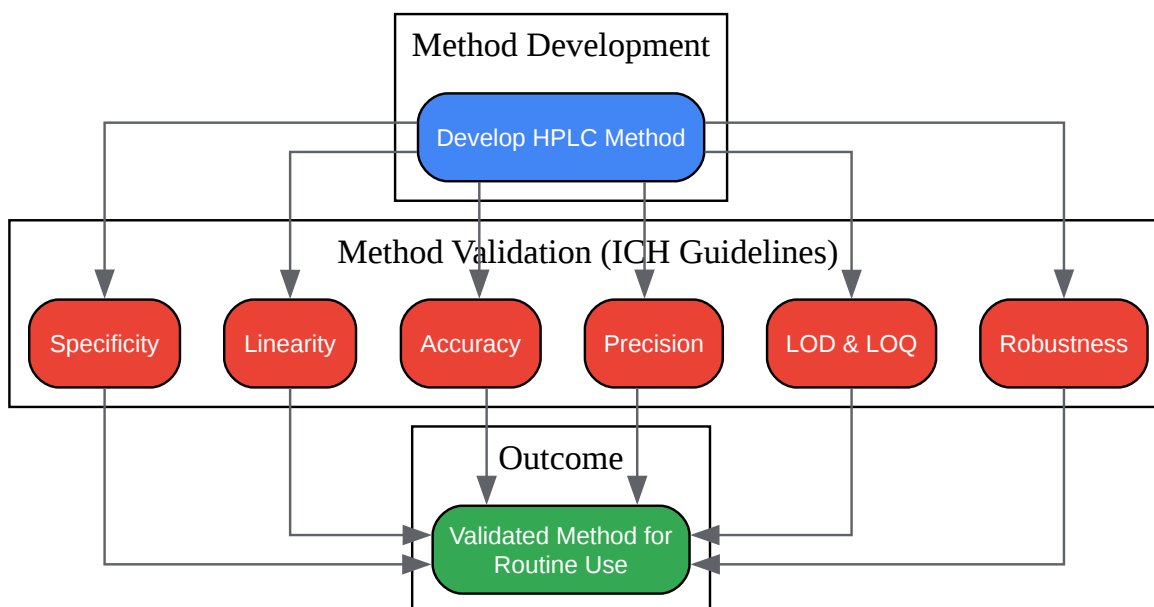 Method Development
Develop HPLC Method
Method Validation (ICH Guidelines)
Specificity
Linearity
Accuracy
Precision
LOD & LOQ
Robustness
Outcome
Validated Method for
Routine Use